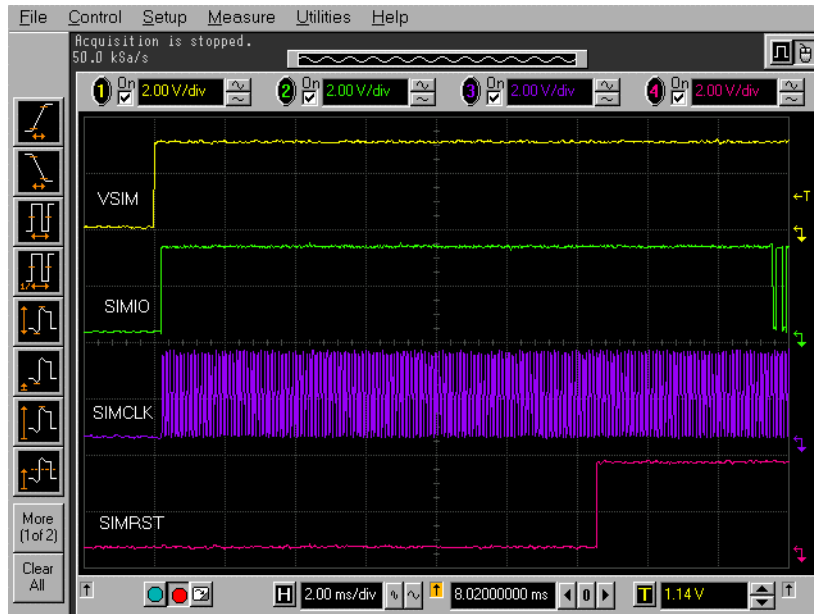 File Control Setup Measure Utilities Help
Acquisition is stopped.
50.0 kSa/s
1 On 2.00 V/div 2 On 2.00 V/div 3 On 2.00 V/div 4 On 2.00 V/div
T
VSIM
SIMIO
SIMCLK
SIMRST
1/
More
(1of 2)
Clear
All
H 2.00 ms/div T 8.02000000 ms 0 T 1.14 V